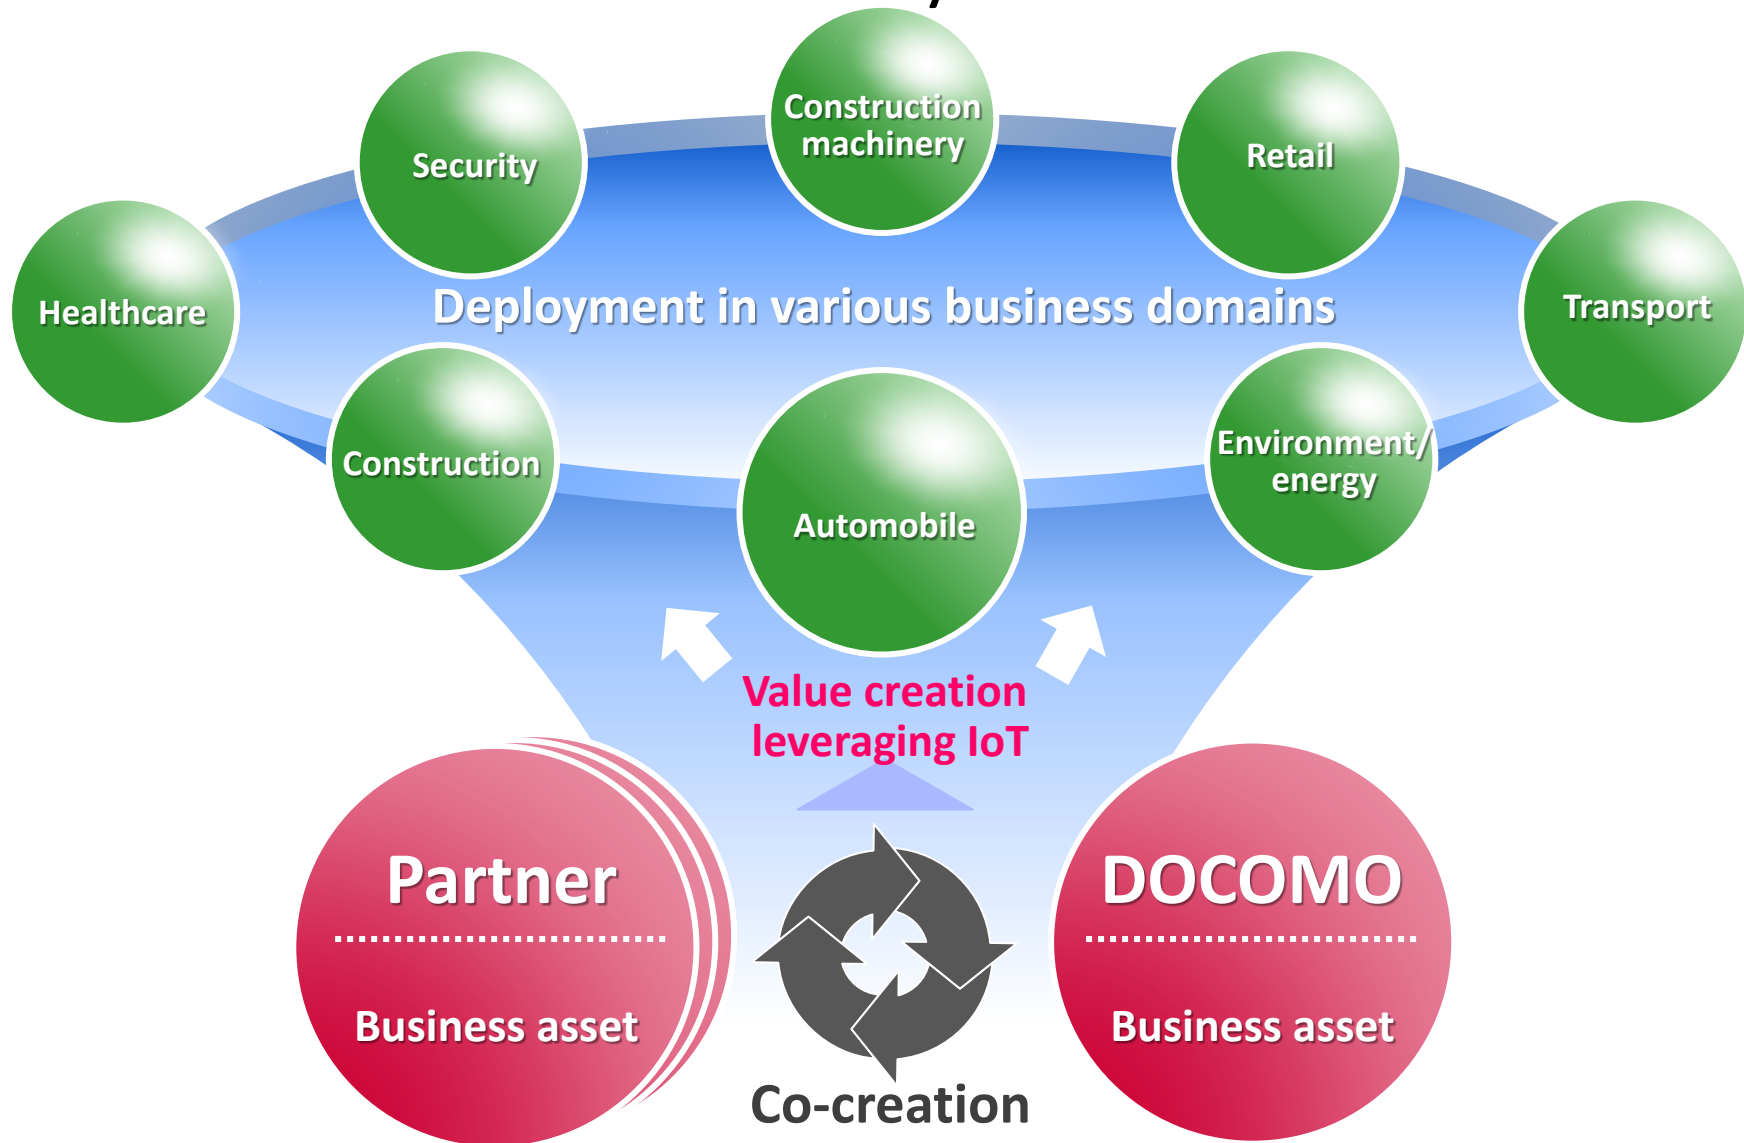 Construction
machinery
Security
Retail
Healthcare
Deployment in various business domains
Transport
Construction
Automobile
Environment/
energy
Value creation
leveraging IoT
Partner
Business asset
DOCOMO
Business asset
Co-creation